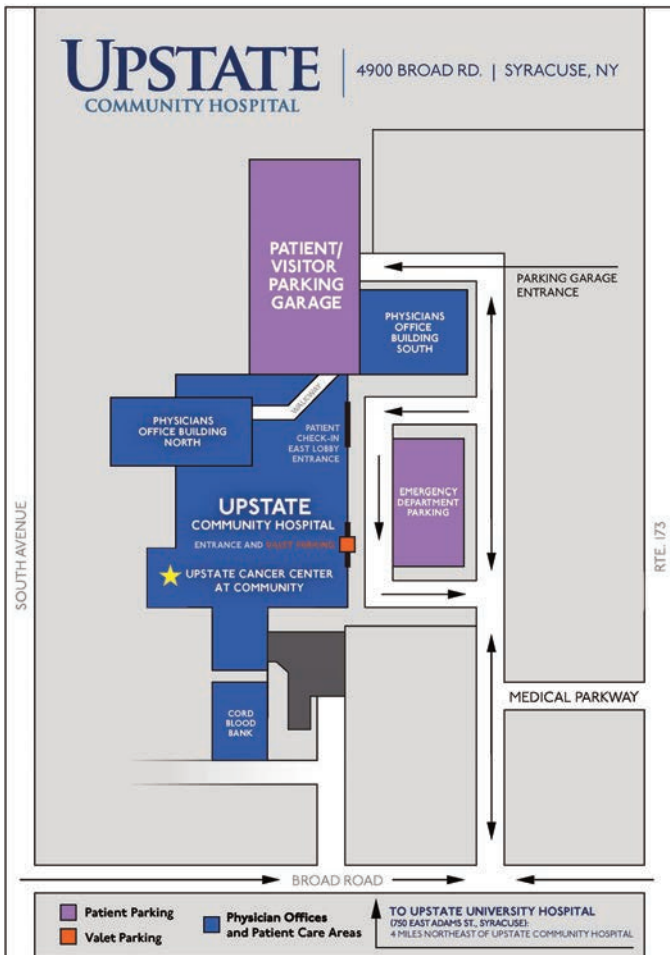 UPSTATE
COMMUNITY HOSPITAL
4900 BROAD RD. | SYRACUSE, NY
PATIENT/
VISITOR
PARKING
GARAGE
PARKING GARAGE
ENTRANCE
PHYSICIANS
OFFICE
BUILDING
SOUTH
WALKWAY
PHYSICIANS
OFFICE BUILDING
NORTH
PATIENT
CHECK-IN
EAST LOBBY
ENTRANCE
EMERGENCY
DEPARTMENT
PARKING
UPSTATE
COMMUNITY HOSPITAL
ENTRANCE AND VALET PARKING
UPSTATE CANCER CENTER
AT COMMUNITY
SOUTH AVENUE
RTE. 173
CORD
BLOOD
BANK
MEDICAL PARKWAY
BROAD ROAD
Patient Parking
Valet Parking
Physician Offices
and Patient Care Areas
TO UPSTATE UNIVERSITY HOSPITAL
(750 EAST ADAMS ST., SYRACUSE):
4 MILES NORTHEAST OF UPSTATE COMMUNITY HOSPITAL